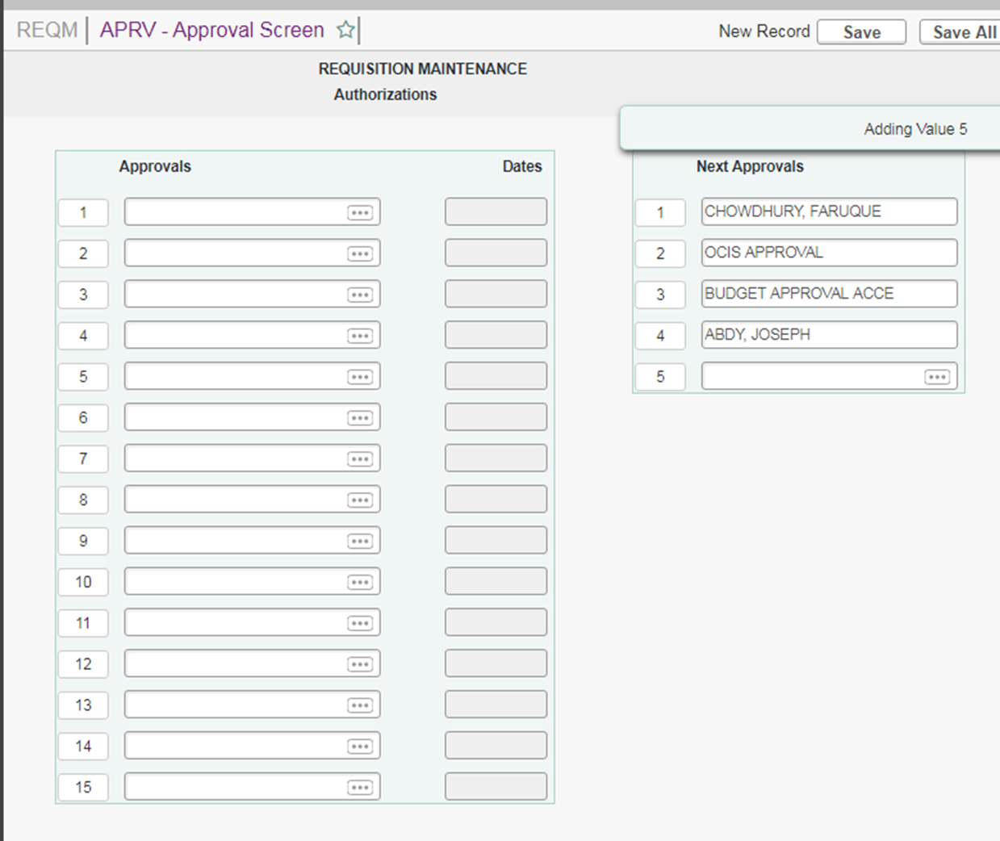 REQM APRV - Approval Screen New Record Save Save All
REQUISITION MAINTENANCE
Authorizations
Adding Value 5
Approvals Dates Next Approvals
1 1 CHOWDHURY, FARUQUE
2 2 OCIS APPROVAL
3 3 BUDGET APPROVAL ACCE
4 4 ABDY, JOSEPH
5 5
6
7
8
9
10
11
12
13
14
15